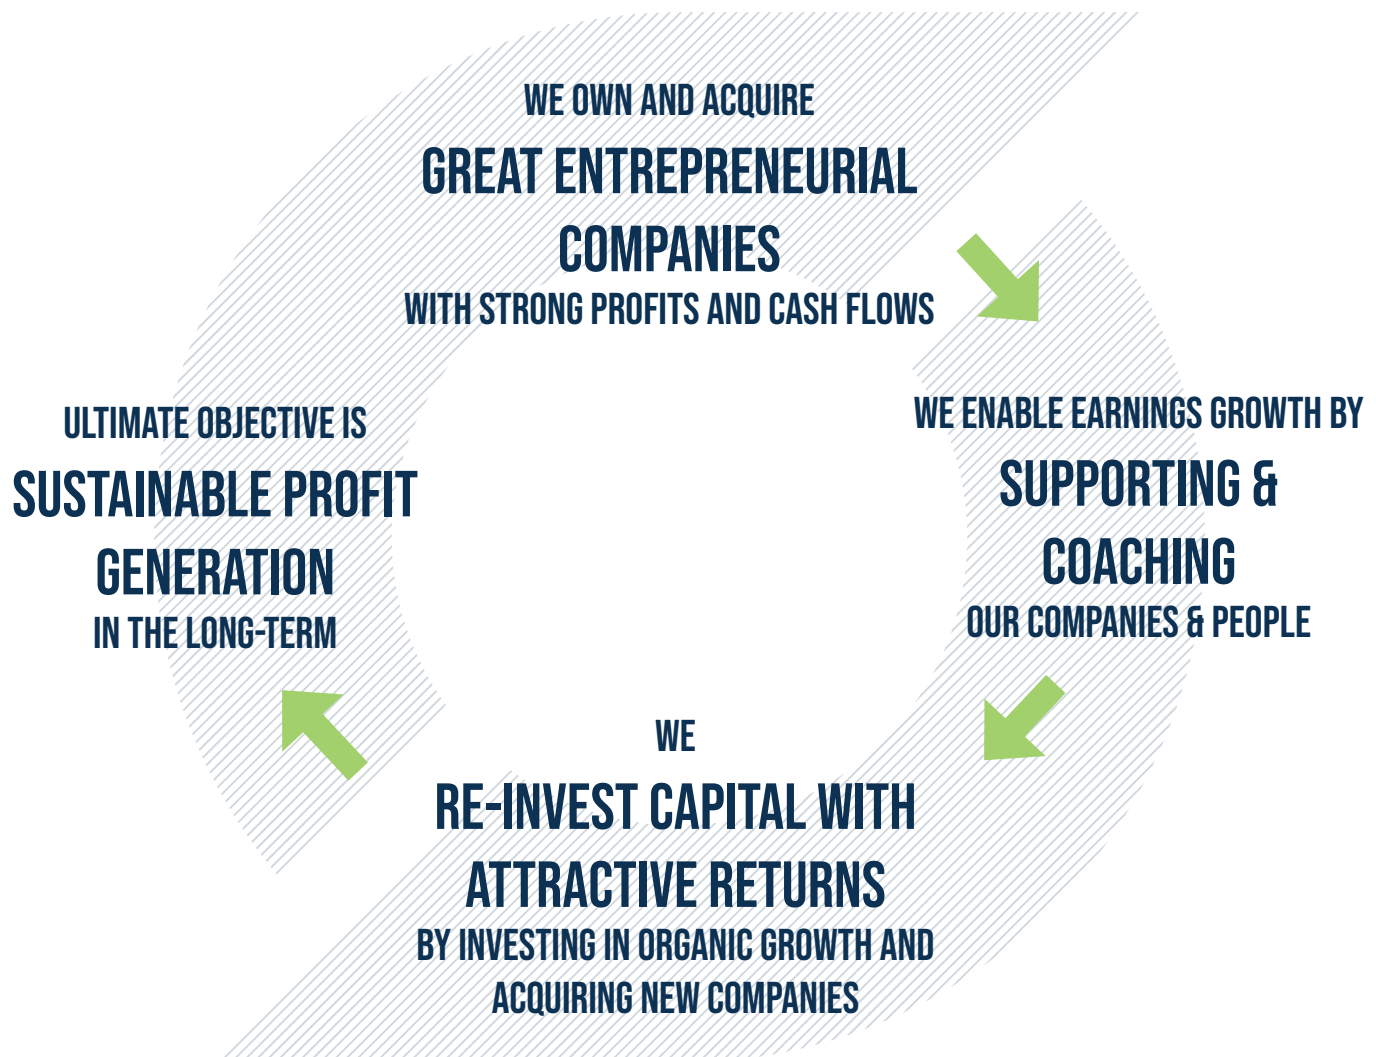 WE OWN AND ACQUIRE
GREAT ENTREPRENEURIAL
COMPANIES
WITH STRONG PROFITS AND CASH FLOWS
WE ENABLE EARNINGS GROWTH BY
SUPPORTING &
COACHING
OUR COMPANIES & PEOPLE
WE
RE-INVEST CAPITAL WITH
ATTRACTIVE RETURNS
BY INVESTING IN ORGANIC GROWTH AND
ACQUIRING NEW COMPANIES
ULTIMATE OBJECTIVE IS
SUSTAINABLE PROFIT
GENERATION
IN THE LONG-TERM